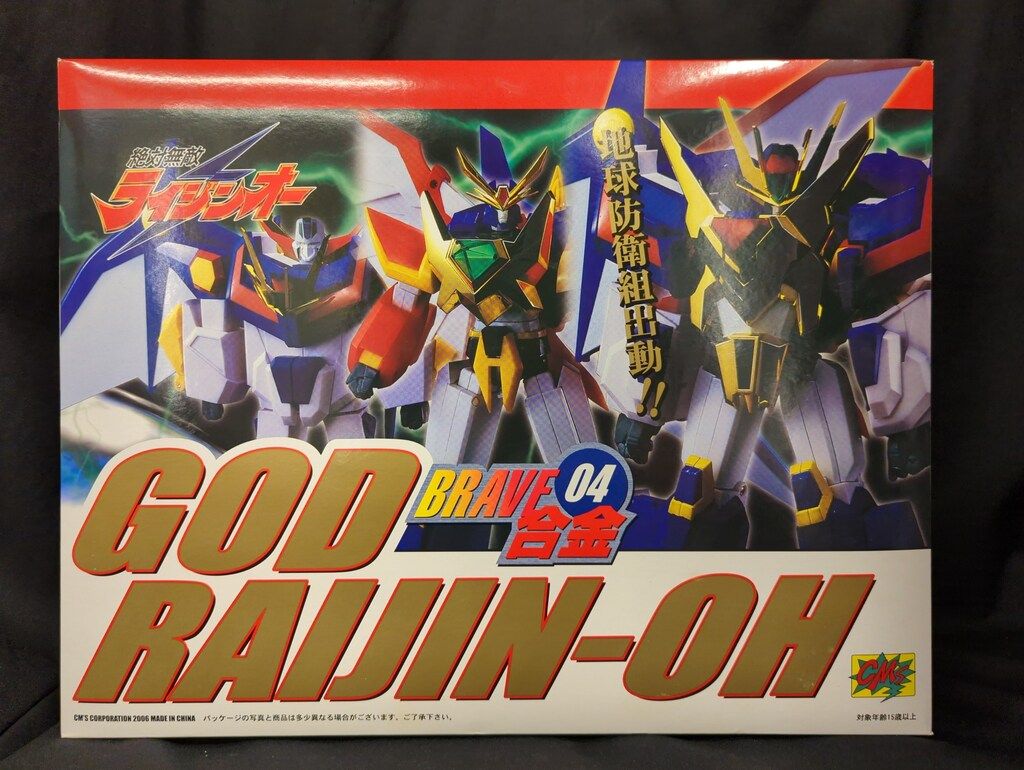 絶対無敵
ライジンオー
地球防衛組出動!!
GOD
BRAVE 04
合金
RAIJIN-OH
CM'S
CM'S CORPORATION 2006 MADE IN CHINA パッケージの写真と商品は多少異なる場合がございます。ご了承下さい。
対象年齢15歳以上